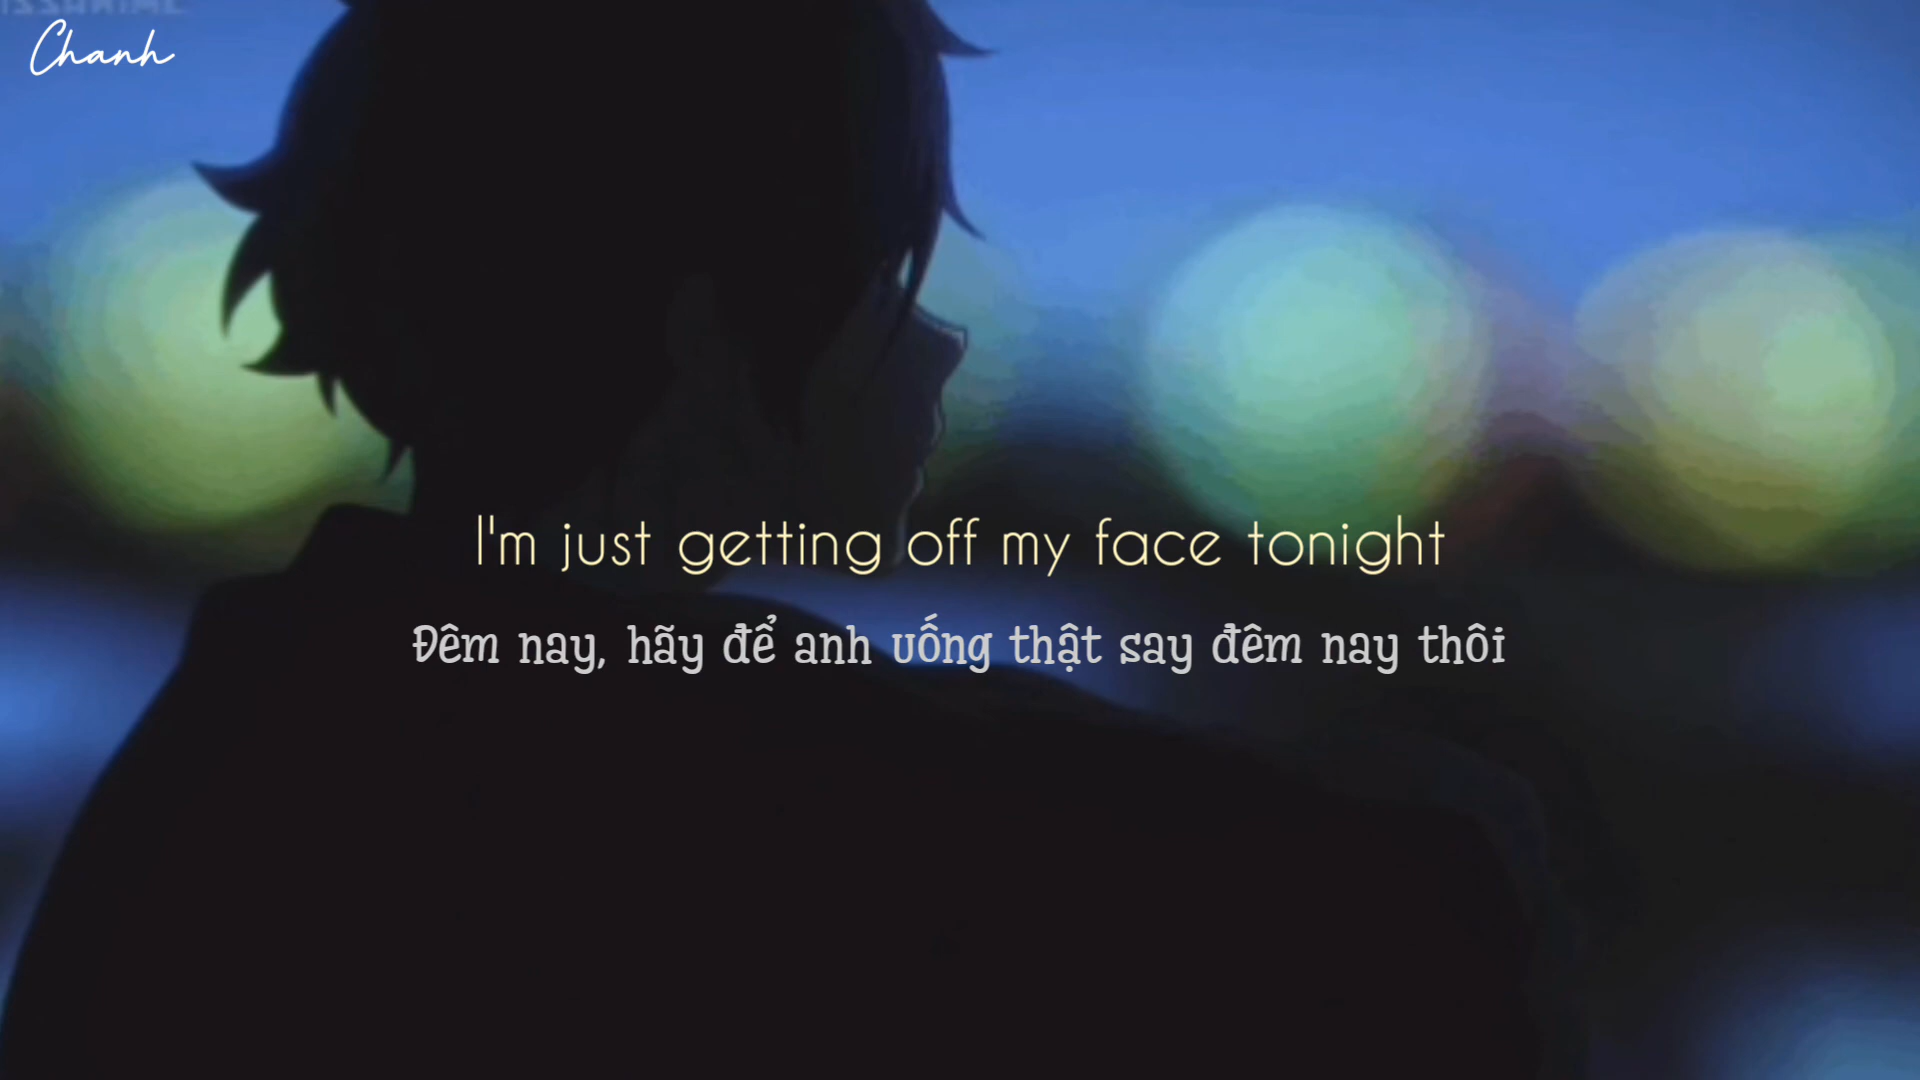 Chanh
I'm just getting off my face tonight
Đêm nay, hãy để anh uống thật say đêm nay thôi